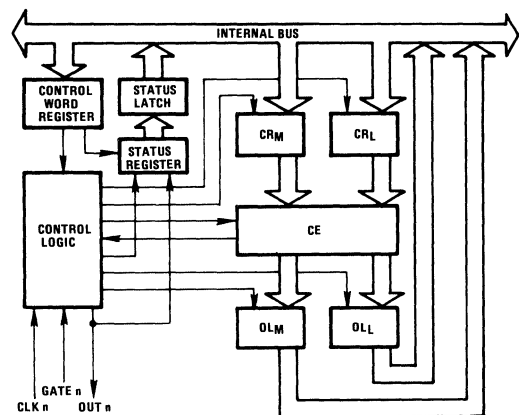 INTERNAL BUS
CONTROL
WORD
REGISTER
STATUS
LATCH
STATUS
REGISTER
CRM
CRL
CONTROL
LOGIC
CE
OLM
OLL
GATE n
CLK n
OUT n